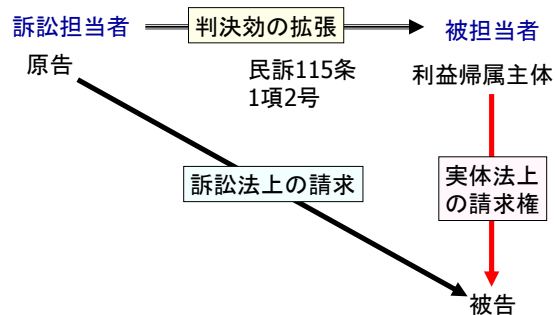 訴訟担当者
判決効の拡張
被担当者
原告
民訴115条
1項2号
利益帰属主体
訴訟法上の請求
実体法上
の請求権
被告